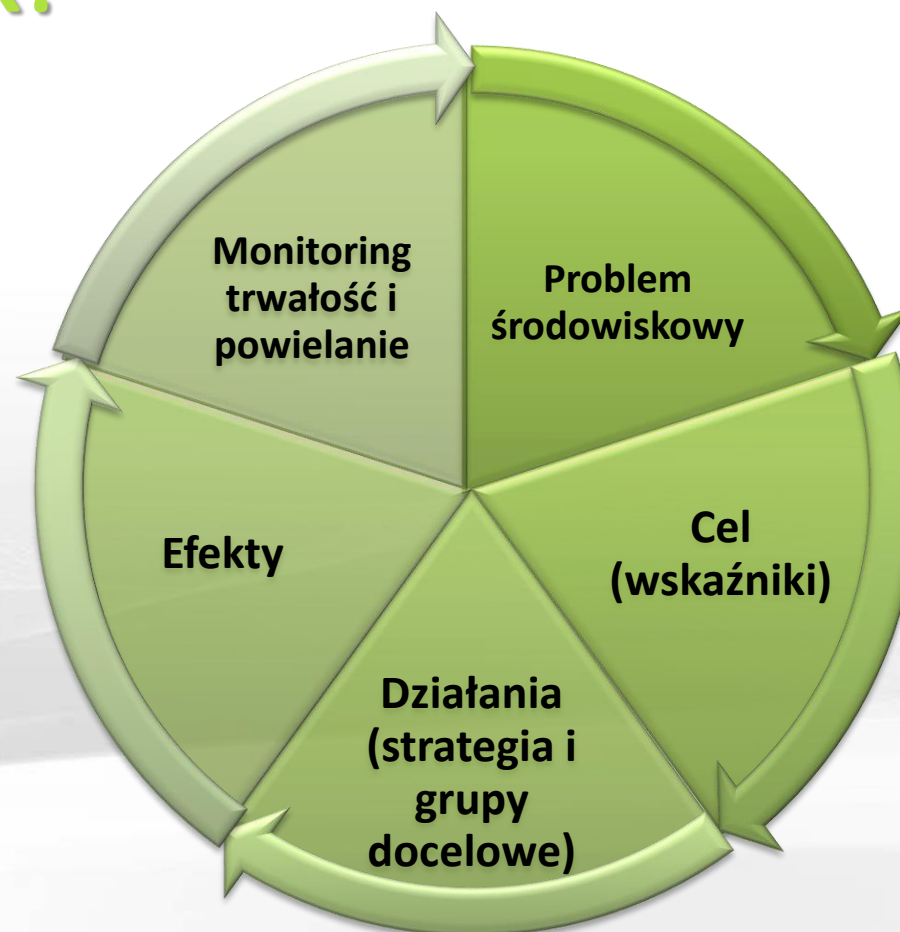 Problem
środowiskowy
Cel
(wskaźniki)
Działania
(strategia i
grupy
docelowe)
Efekty
Monitoring
trwałość i
powielanie